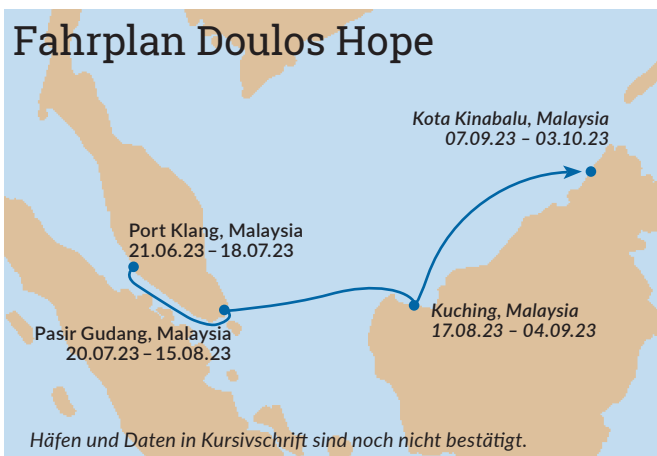 Fahrplan Doulos Hope
Kota Kinabalu, Malaysia
07.09.23 – 03.10.23
Port Klang, Malaysia
21.06.23 – 18.07.23
Kuching, Malaysia
17.08.23 – 04.09.23
Pasir Gudang, Malaysia
20.07.23 – 15.08.23
Häfen und Daten in Kursivschrift sind noch nicht bestätigt.